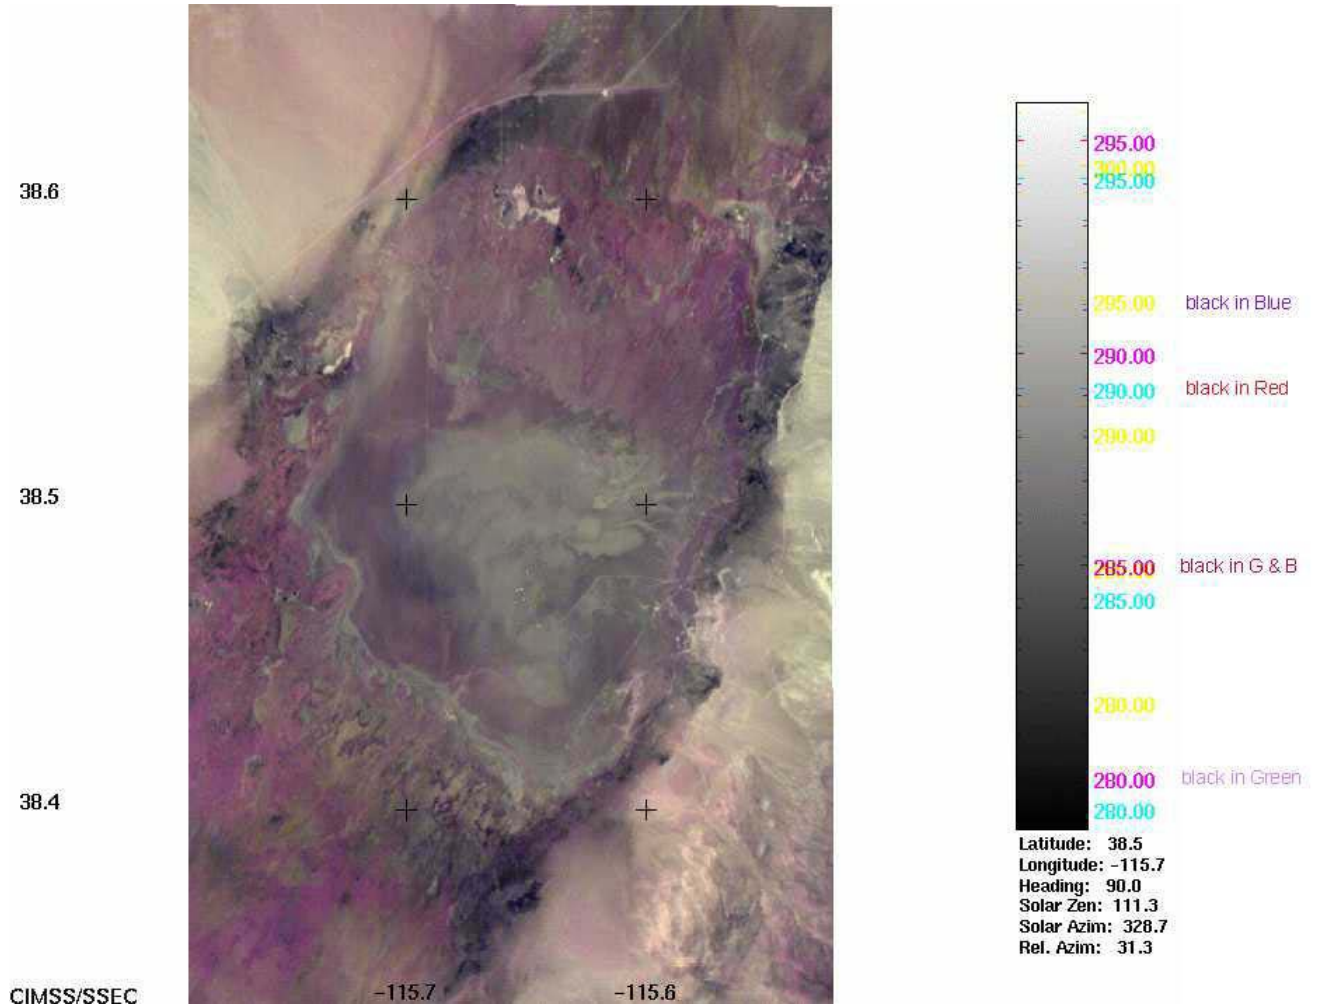 295.00
300.00
295.00
38.6
295.00 black in Blue
290.00
290.00 black in Red
290.00
38.5
285.00 black in G & B
285.00
280.00
280.00 black in Green
38.4
280.00
Latitude: 38.5
Longitude: -115.7
Heading: 90.0
Solar Zen: 111.3
Solar Azim: 328.7
Rel. Azim: 31.3
CIMSS/SSEC -115.7 -115.6